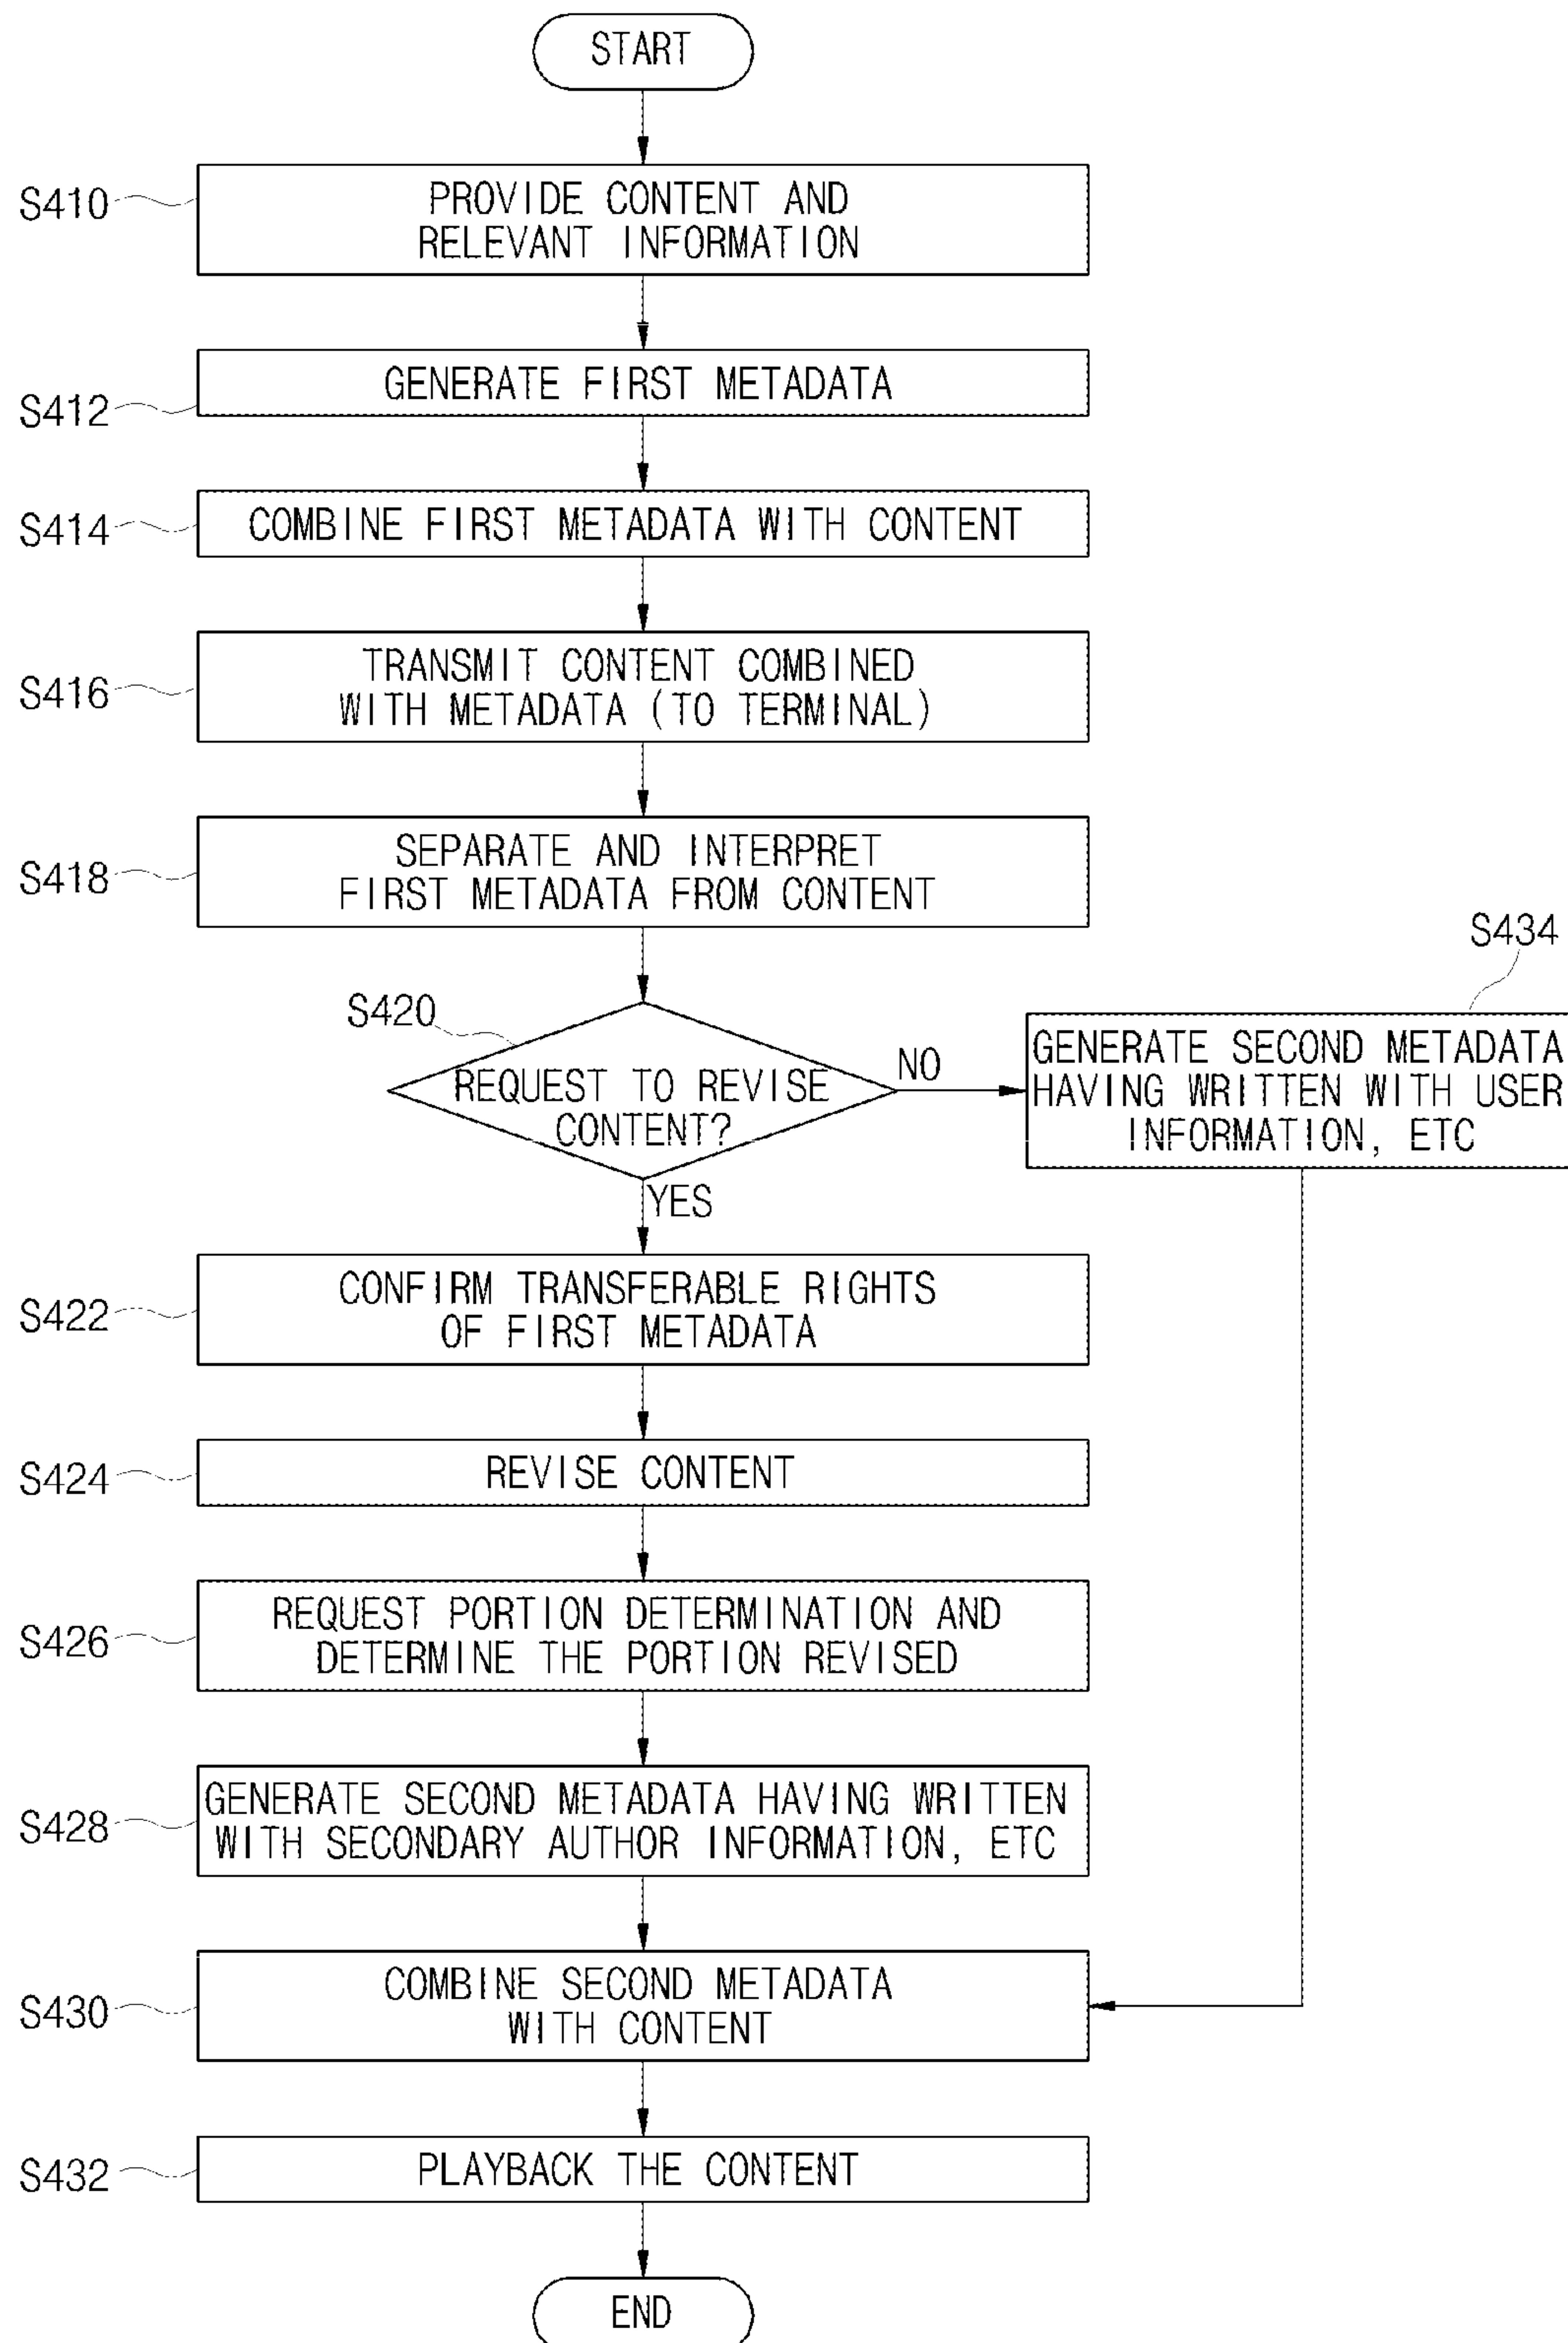 START
S410
PROVIDE CONTENT AND
RELEVANT INFORMATION
S412
GENERATE FIRST METADATA
S414
COMBINE FIRST METADATA WITH CONTENT
S416
TRANSMIT CONTENT COMBINED
WITH METADATA (TO TERMINAL)
S418
SEPARATE AND INTERPRET
FIRST METADATA FROM CONTENT
S420
REQUEST TO REVISE
CONTENT?
NO
S434
GENERATE SECOND METADATA
HAVING WRITTEN WITH USER
INFORMATION, ETC
YES
S422
CONFIRM TRANSFERABLE RIGHTS
OF FIRST METADATA
S424
REVISE CONTENT
S426
REQUEST PORTION DETERMINATION AND
DETERMINE THE PORTION REVISED
S428
GENERATE SECOND METADATA HAVING WRITTEN
WITH SECONDARY AUTHOR INFORMATION, ETC
S430
COMBINE SECOND METADATA
WITH CONTENT
S432
PLAYBACK THE CONTENT
END